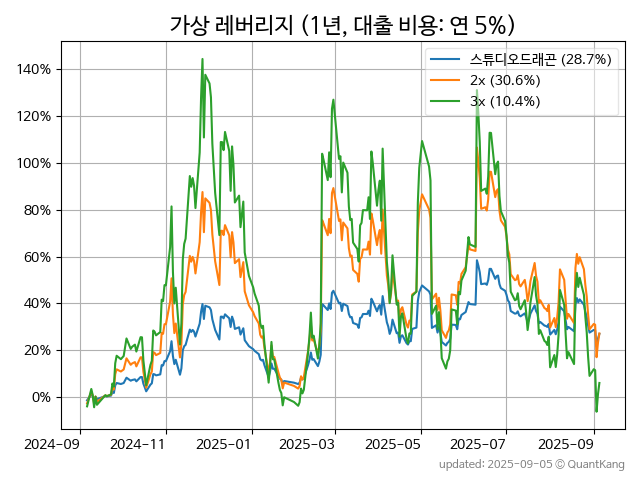 가상 레버리지 (1년, 대출 비용: 연 5%)
스튜디오드래곤 (28.7%)
2x (30.6%)
3x (10.4%)
140%
120%
100%
80%
60%
40%
20%
0%
2024-09 2024-11 2025-01 2025-03 2025-05 2025-07 2025-09
updated: 2025-09-05 © QuantKang